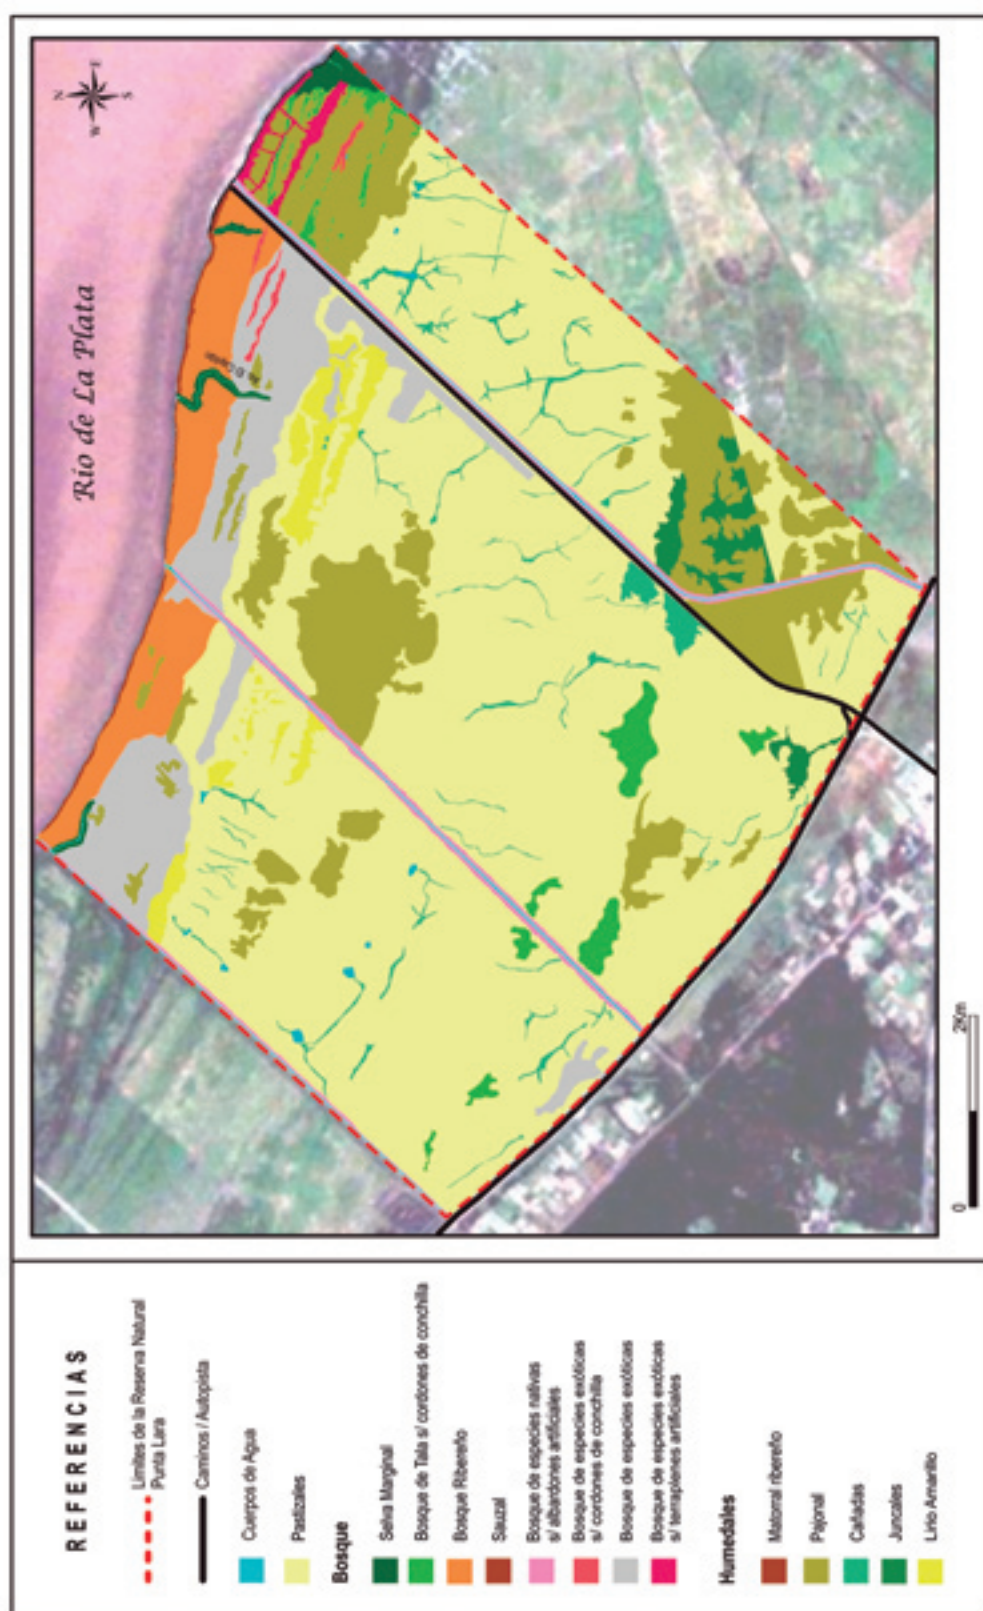 REFERENCIAS
Límites de la Reserva Natural
Punta Lara
Caminos / Autopista
Cuerpos de Agua
Pastizales
Bosque
Selva Marginal
Bosque de Tala s/ cordones de conchilla
Bosque Ribereño
Sauzal
Bosque de especies nativas
s/ albardones artificiales
Bosque de especies exóticas
s/ cordones de conchilla
Bosque de especies exóticas
Bosque de especies exóticas
s/ terraplenes artificiales
Humedales
Matorral ribereño
Pajonal
Cañadas
Juncales
Lirio Amarillo
Río de La Plata
N
E
S
W
0
2Km